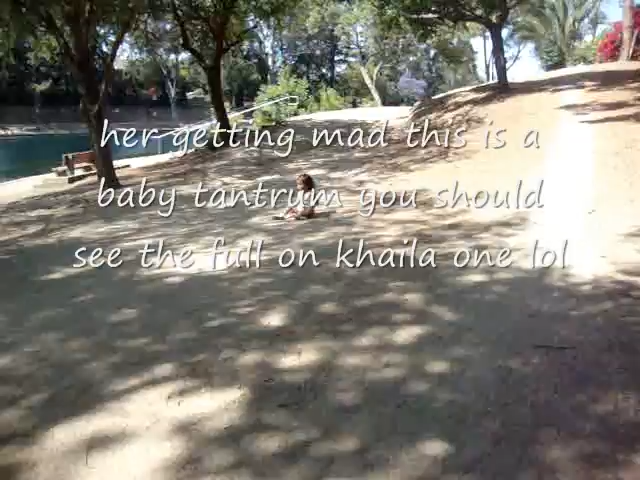 her getting mad this is a
baby tantrum you should
see the full on khaila one lol